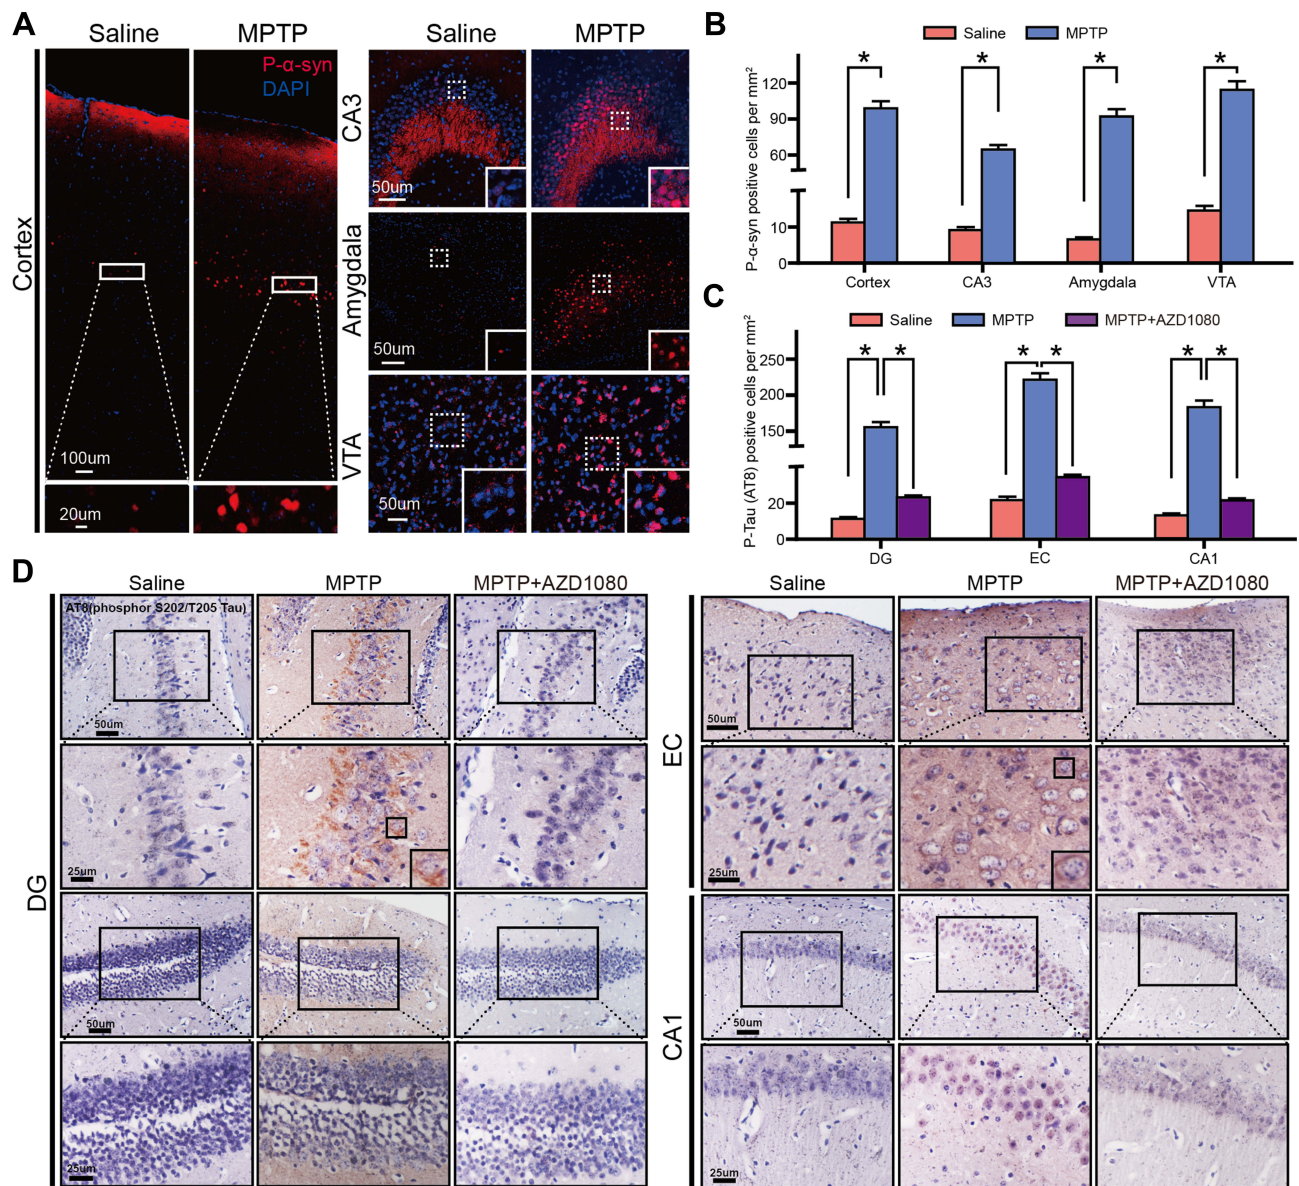 A
Saline
MPTP
Saline
MPTP
P-α-syn
DAPI
Cortex
100um
20um
CA3
50um
Amygdala
50um
VTA
50um
B
Saline
MPTP
P-α-syn positive cells per mm²
120
90
60
10
0
*
*
*
*
Cortex
CA3
Amygdala
VTA
C
Saline
MPTP
MPTP+AZD1080
P-Tau (AT8) positive cells per mm²
250
200
150
20
0
*
*
*
*
*
*
DG
EC
CA1
D
Saline
MPTP
MPTP+AZD1080
AT8(phosphor S202/T205 Tau)
DG
50um
25um
50um
25um
Saline
MPTP
MPTP+AZD1080
EC
50um
25um
CA1
50um
25um